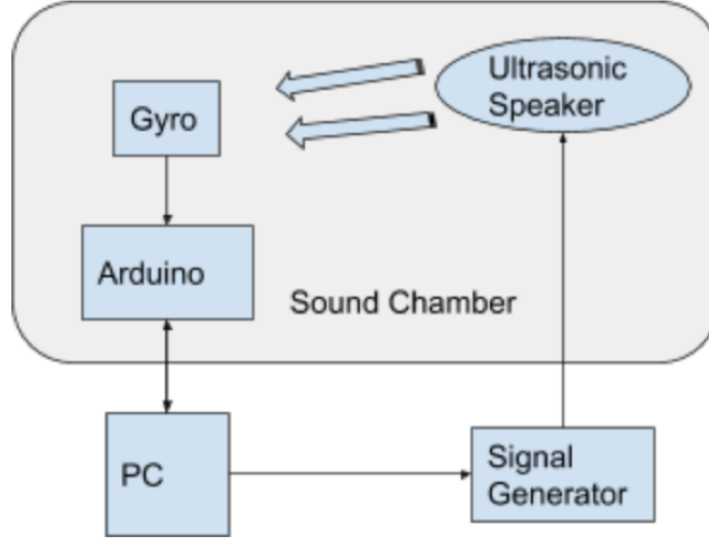 Ultrasonic
Speaker
Gyro
Arduino
Sound Chamber
PC
Signal
Generator